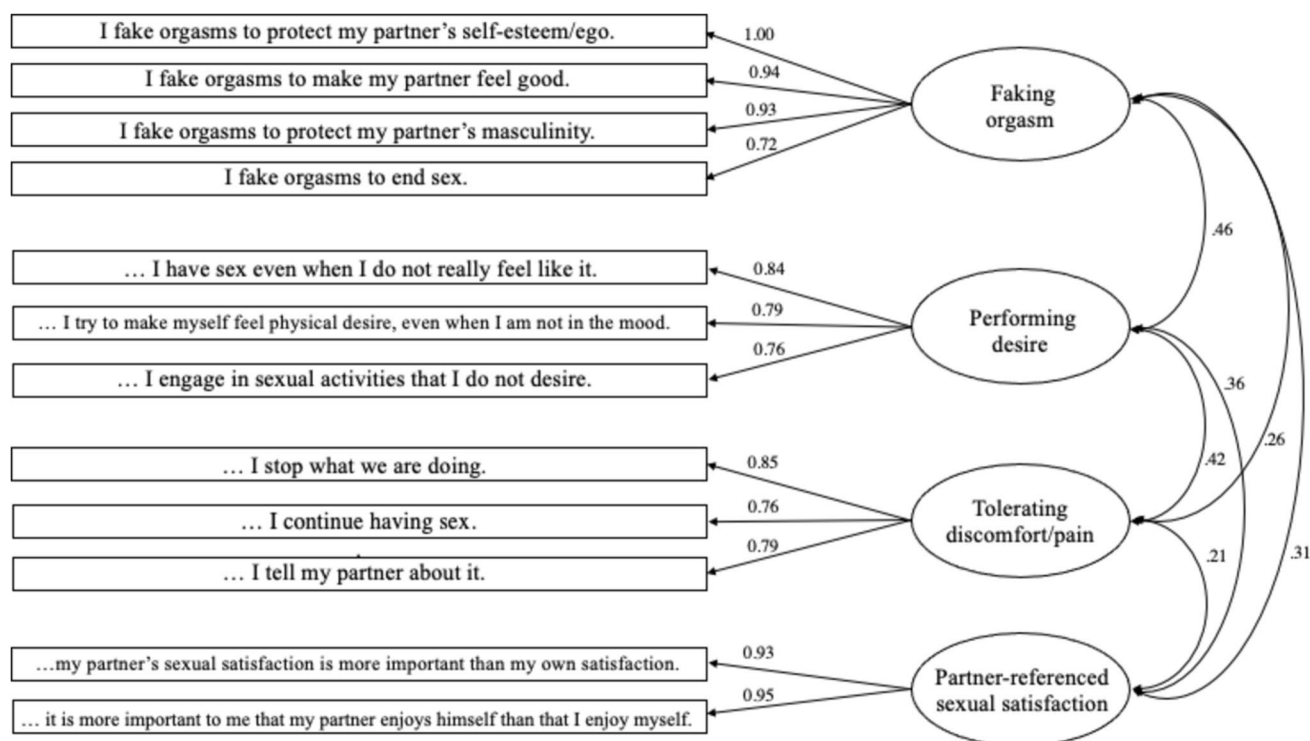 I fake orgasms to protect my partner’s self-esteem/ego.
1.00
I fake orgasms to make my partner feel good.
0.94
I fake orgasms to protect my partner’s masculinity.
0.93
I fake orgasms to end sex.
0.72
Faking
orgasm
.46
… I have sex even when I do not really feel like it.
0.84
… I try to make myself feel physical desire, even when I am not in the mood.
0.79
… I engage in sexual activities that I do not desire.
0.76
Performing
desire
.36
.26
.42
… I stop what we are doing.
0.85
… I continue having sex.
0.76
… I tell my partner about it.
0.79
Tolerating
discomfort/pain
.21
.31
…my partner’s sexual satisfaction is more important than my own satisfaction.
0.93
… it is more important to me that my partner enjoys himself than that I enjoy myself.
0.95
Partner-referenced
sexual satisfaction